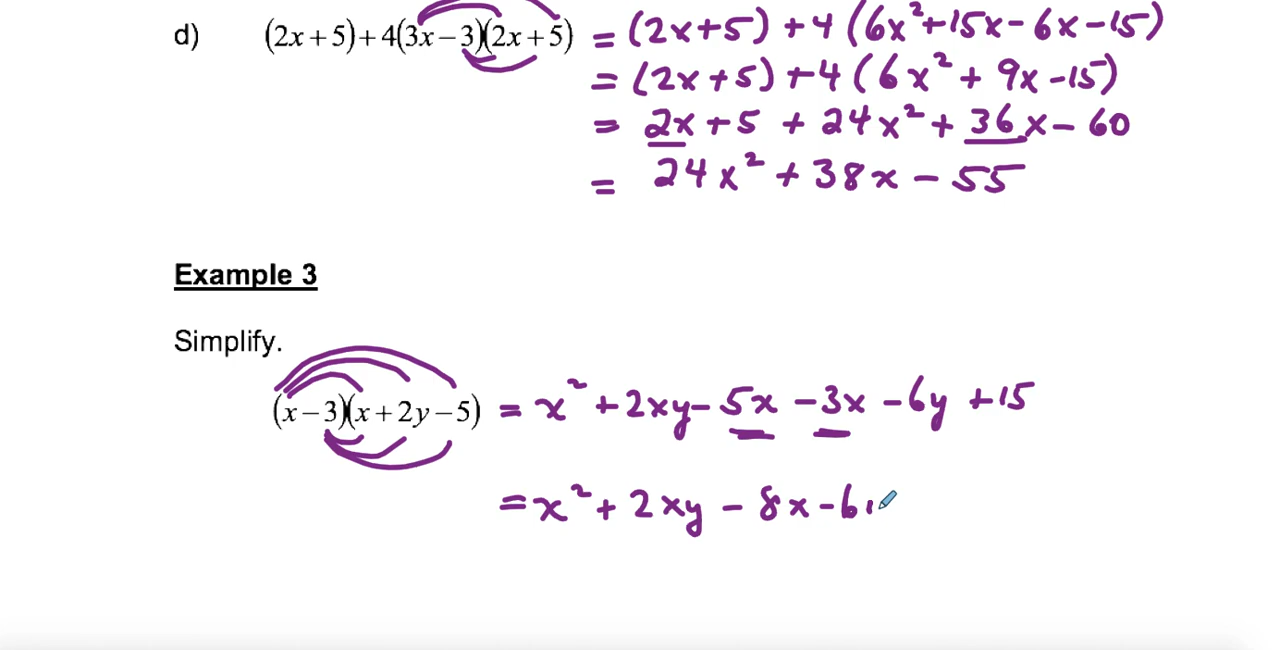 d) (2x+5)+4(3x−3)(2x+5) = (2x+5)+4(6x²+15x−6x−15)
= (2x+5)+4(6x²+9x−15)
= 2x+5+24x²+36x−60
= 24x²+38x−55
Example 3
Simplify.
(x−3)(x+2y−5) = x²+2xy−5x−3x−6y+15
= x²+2xy−8x−6